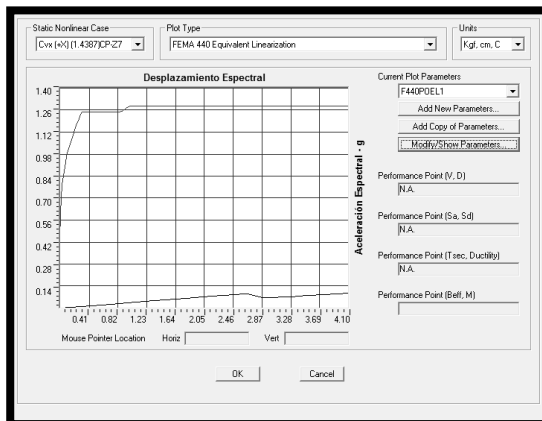 Static Nonlinear Case
Cvx (+X) (1.4387)CP-Z7
Plot Type
FEMA 440 Equivalent Linearization
Units
Kgf, cm, C
Desplazamiento Espectral
1.40
1.26
1.12
0.98
0.84
0.70
0.56
0.42
0.28
0.14
0.41 0.82 1.23 1.64 2.05 2.46 2.87 3.28 3.69 4.10
Aceleración Espectral - g
Mouse Pointer Location Horiz Vert
Current Plot Parameters
F440POEL1
Add New Parameters...
Add Copy of Parameters...
Modify/Show Parameters...
Performance Point (V, D)
N.A.
Performance Point (Sa, Sd)
N.A.
Performance Point (Tsec, Ductility)
N.A.
Performance Point (Beff, M)
OK Cancel